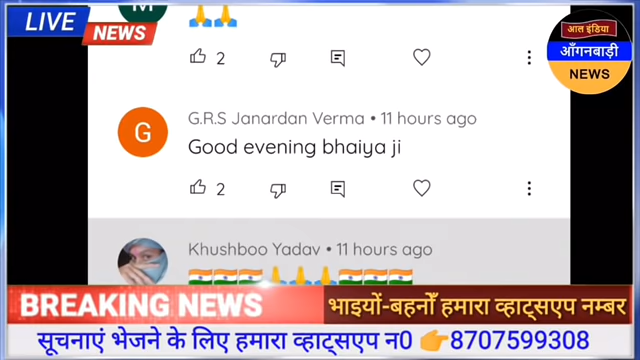 LIVE
NEWS
M
🙏🙏
2
आल इंडिया
आँगनबाड़ी
NEWS
G
G.R.S Janardan Verma • 11 hours ago
Good evening bhaiya ji
2
Khushboo Yadav • 11 hours ago
🇮🇳🇮🇳🇮🇳🙏🙏🙏🇮🇳🇮🇳🇮🇳
BREAKING NEWS
भाइयों-बहनोँ हमारा व्हाट्सएप नम्बर
सूचनाएं भेजने के लिए हमारा व्हाट्सएप न0 👉8707599308